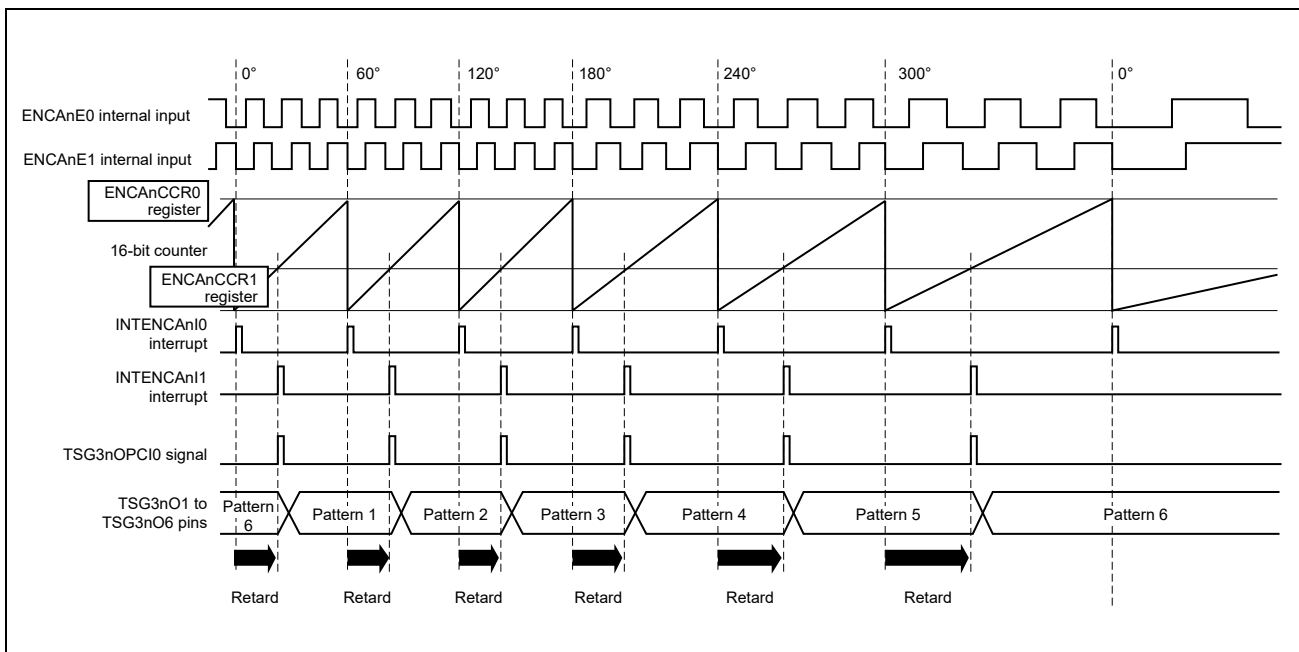 0° 60° 120° 180° 240° 300° 0°
ENCAnE0 internal input
ENCAnE1 internal input
ENCAnCCR0
register
16-bit counter
ENCAnCCR1
register
INTENCAnI0
interrupt
INTENCAnI1
interrupt
TSG3nOPCI0 signal
TSG3nO1 to
TSG3nO6 pins
Pattern
6
Pattern 1 Pattern 2 Pattern 3 Pattern 4 Pattern 5 Pattern 6
Retard Retard Retard Retard Retard Retard